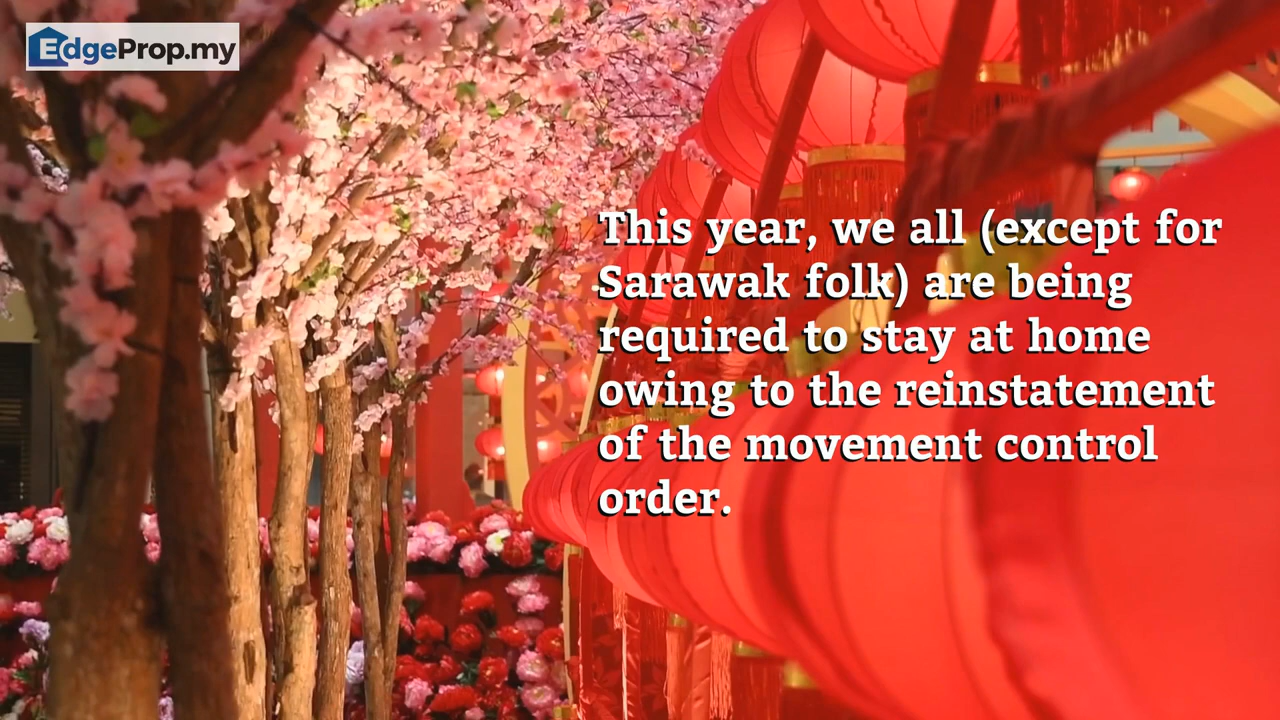 EdgeProp.my
This year, we all (except for
Sarawak folk) are being
required to stay at home
owing to the reinstatement
of the movement control
order.